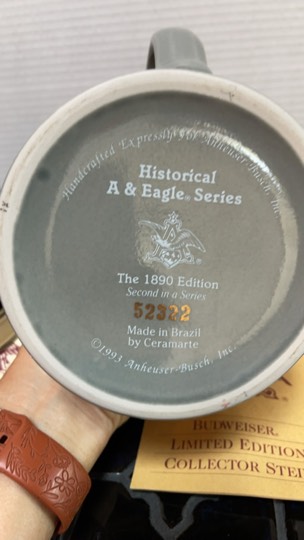 Handcrafted Expressly For Anheuser-Busch, Inc.
Historical
A & Eagle® Series
The 1890 Edition
Second in a Series
52322
Made in Brazil
by Ceramarte
©1993 Anheuser-Busch, Inc.
BUDWEISER®
LIMITED EDITION
COLLECTOR STEI